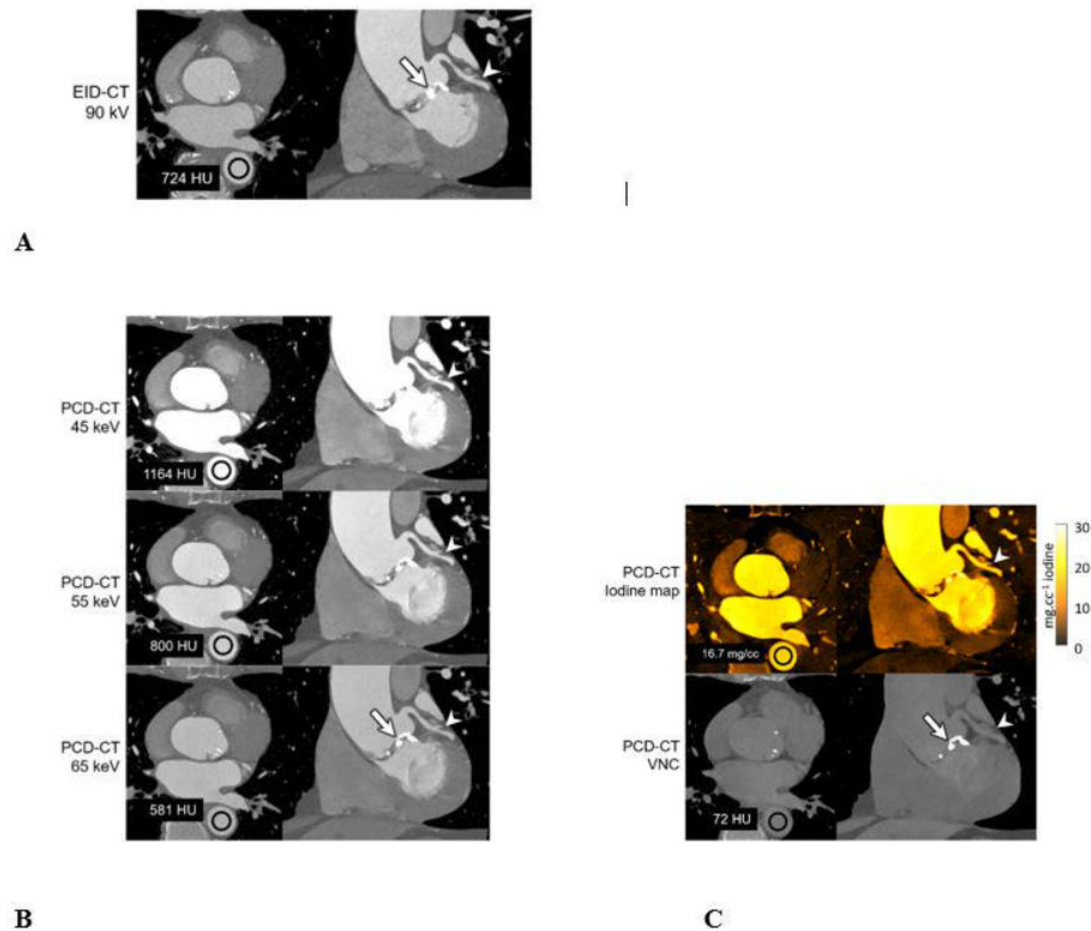 EID-CT
90 kV
724 HU
A
PCD-CT
45 keV
1164 HU
PCD-CT
55 keV
800 HU
PCD-CT
65 keV
581 HU
B
PCD-CT
Iodine map
16.7 mg/cc
30
20
10
0
mg.cc⁻¹ iodine
PCD-CT
VNC
72 HU
C